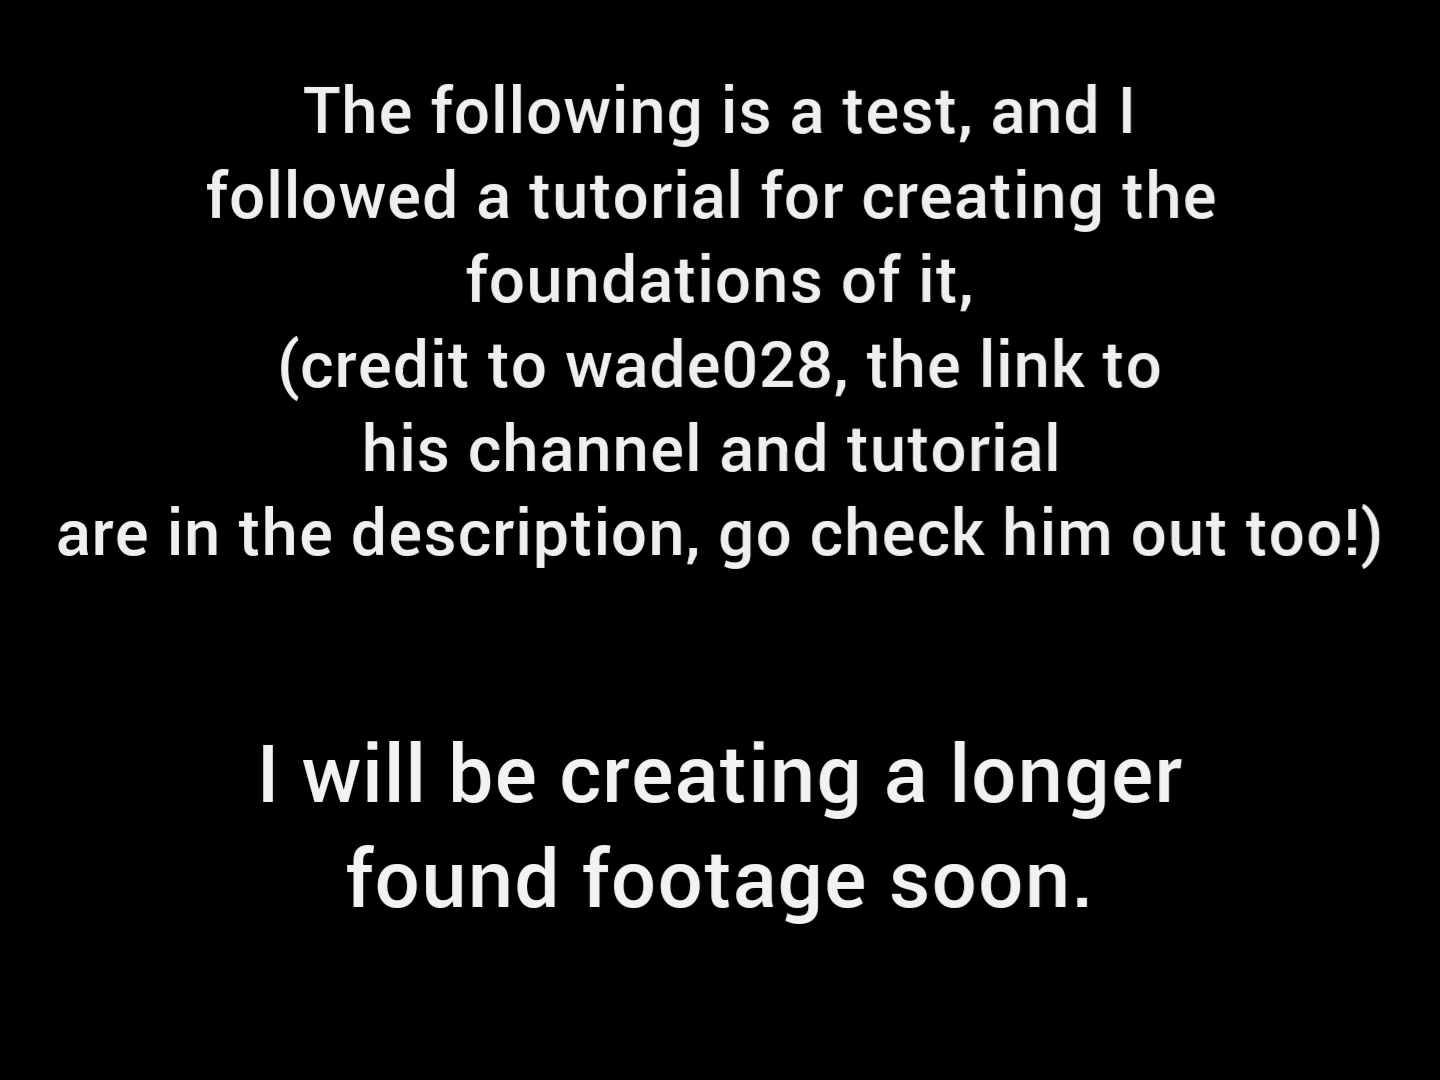 The following is a test, and I
followed a tutorial for creating the
foundations of it,
(credit to wade028, the link to
his channel and tutorial
are in the description, go check him out too!)
I will be creating a longer
found footage soon.